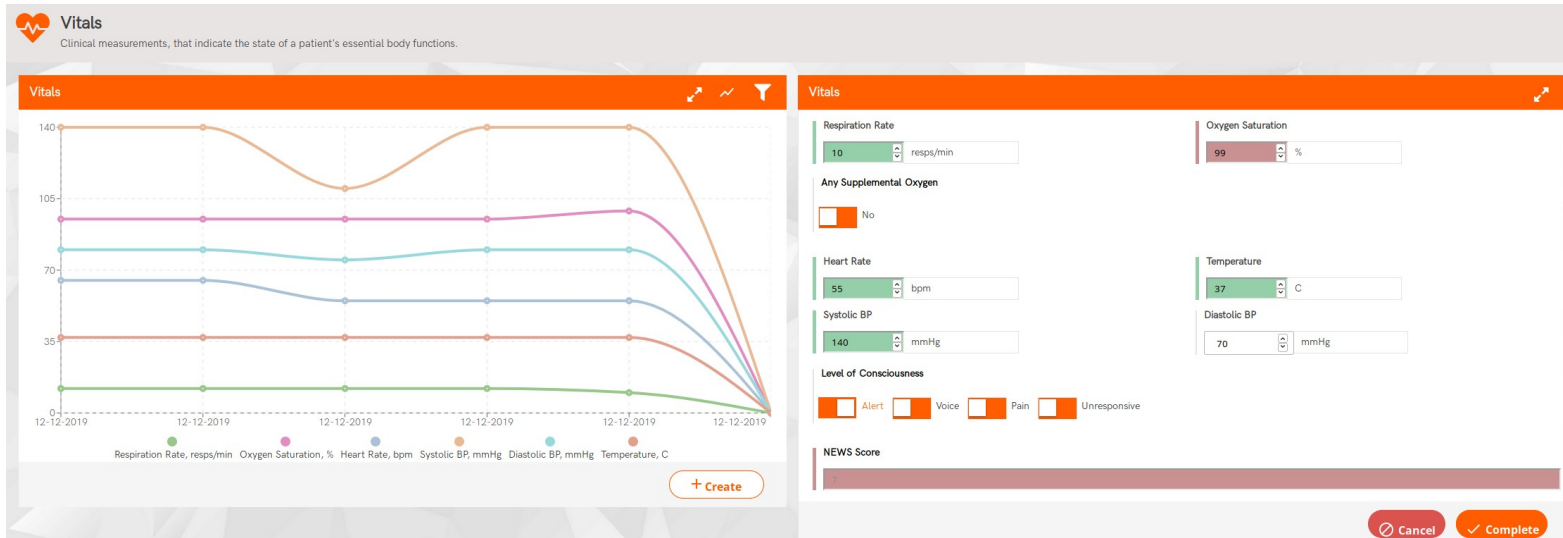 Vitals
Clinical measurements, that indicate the state of a patient's essential body functions.
Vitals
140
105
70
35
0
12-12-2019 12-12-2019 12-12-2019 12-12-2019 12-12-2019 12-12-2019
Respiration Rate, resps/min Oxygen Saturation, % Heart Rate, bpm Systolic BP, mmHg Diastolic BP, mmHg Temperature, C
+ Create
Vitals
Respiration Rate Oxygen Saturation
10 resps/min 99 %
Any Supplemental Oxygen
No
Heart Rate Temperature
55 bpm 37 C
Systolic BP Diastolic BP
140 mmHg 70 mmHg
Level of Consciousness
Alert Voice Pain Unresponsive
NEWS Score
Cancel Complete